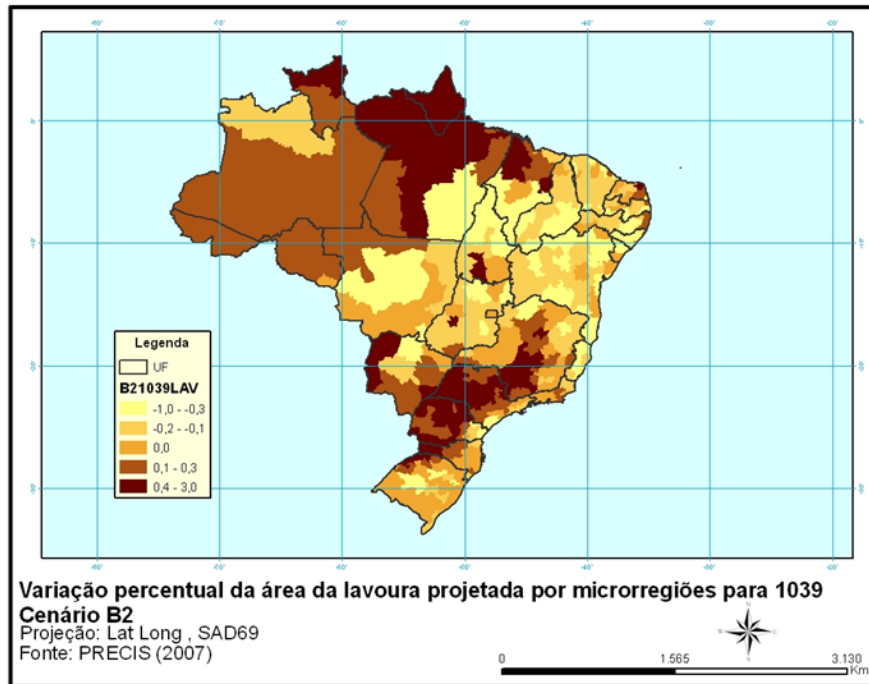 Legenda
UF
B21039LAV
-1,0 - -0,3
-0,2 - -0,1
0,0
0,1 - 0,3
0,4 - 3,0
Variação percentual da área da lavoura projetada por microrregiões para 1039
Cenário B2
Projeção: Lat Long , SAD69
Fonte: PRECIS (2007)
0 1.565 3.130
Km